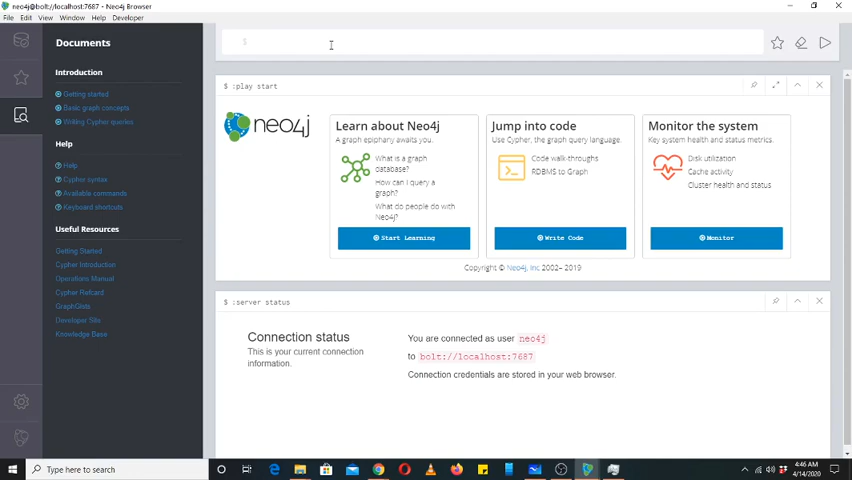 neo4j@bolt://localhost:7687 - Neo4j Browser
File Edit View Window Help Developer
Documents
Introduction
Getting started
Basic graph concepts
Writing Cypher queries
Help
Help
Cypher syntax
Available commands
Keyboard shortcuts
Useful Resources
Getting Started
Cypher Introduction
Operations Manual
Cypher Refcard
GraphGists
Developer Site
Knowledge Base
$
$ :play start
neo4j
Learn about Neo4j
A graph epiphany awaits you.
What is a graph
database?
How can I query a
graph?
What do people do with
Neo4j?
Start Learning
Jump into code
Use Cypher, the graph query language.
Code walk-throughs
RDBMS to Graph
Write Code
Monitor the system
Key system health and status metrics.
Disk utilization
Cache activity
Cluster health and status
Monitor
Copyright © Neo4j, Inc 2002–2019
$ :server status
Connection status
This is your current connection
information.
You are connected as user neo4j
to bolt://localhost:7687
Connection credentials are stored in your web browser.
Type here to search
4:46 AM
4/14/2020